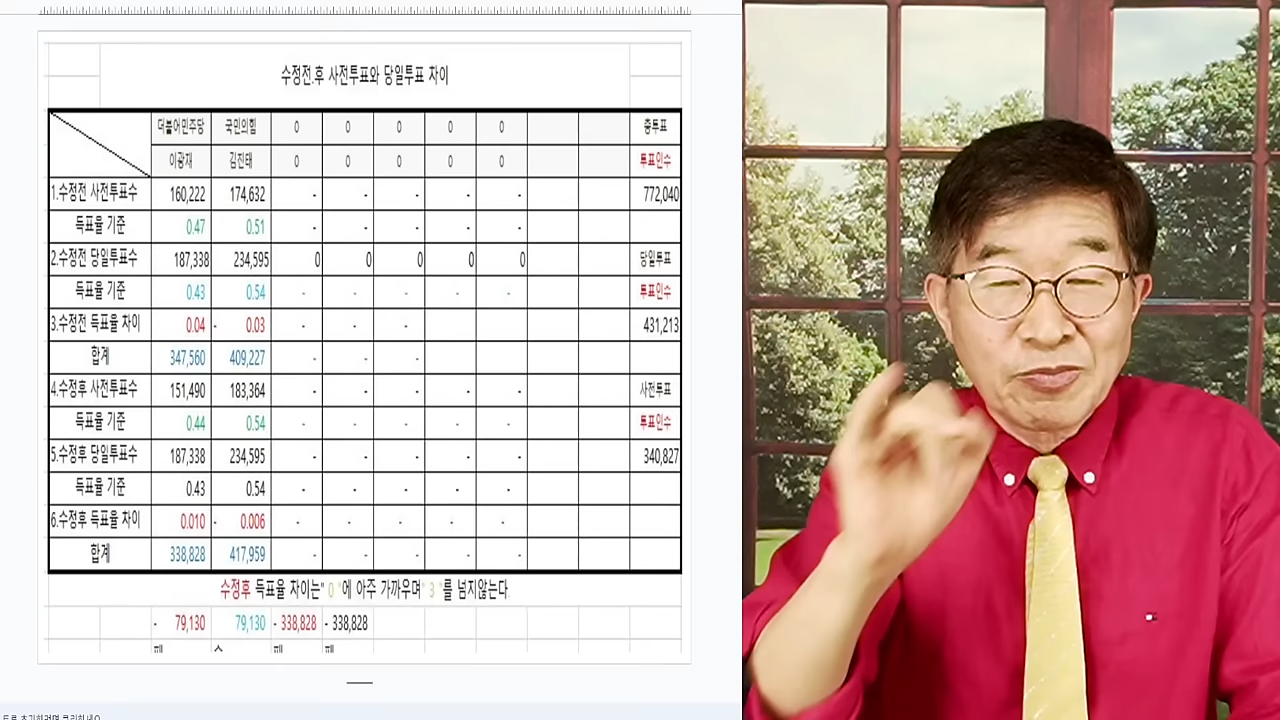 수정전.후 사전투표와 당일투표 차이
더불어민주당 국민의힘 0 0 0 0 0 총투표
이광재 김진태 0 0 0 0 0 투표인수
1.수정전 사전투표수 160,222 174,632 - - - - - 772,040
득표율 기준 0.47 0.51 - - - - -
2.수정전 당일투표수 187,338 234,595 0 0 0 0 0 당일투표
득표율 기준 0.43 0.54 - - - - - 투표인수
3.수정전 득표율 차이 0.04 - 0.03 - - - - - 431,213
합계 347,560 409,227 - - -
4.수정후 사전투표수 151,490 183,364 - - - - - 사전투표
득표율 기준 0.44 0.54 - - - - - 투표인수
5.수정후 당일투표수 187,338 234,595 - - - - - 340,827
득표율 기준 0.43 0.54 - - - - -
6.수정후 득표율 차이 0.010 - 0.006 - - - - -
합계 338,828 417,959 - - - - -
수정후 득표율 차이는" 0 "에 아주 가까우며" 3 "를 넘지않는다
- 79,130 79,130 - 338,828 - 338,828